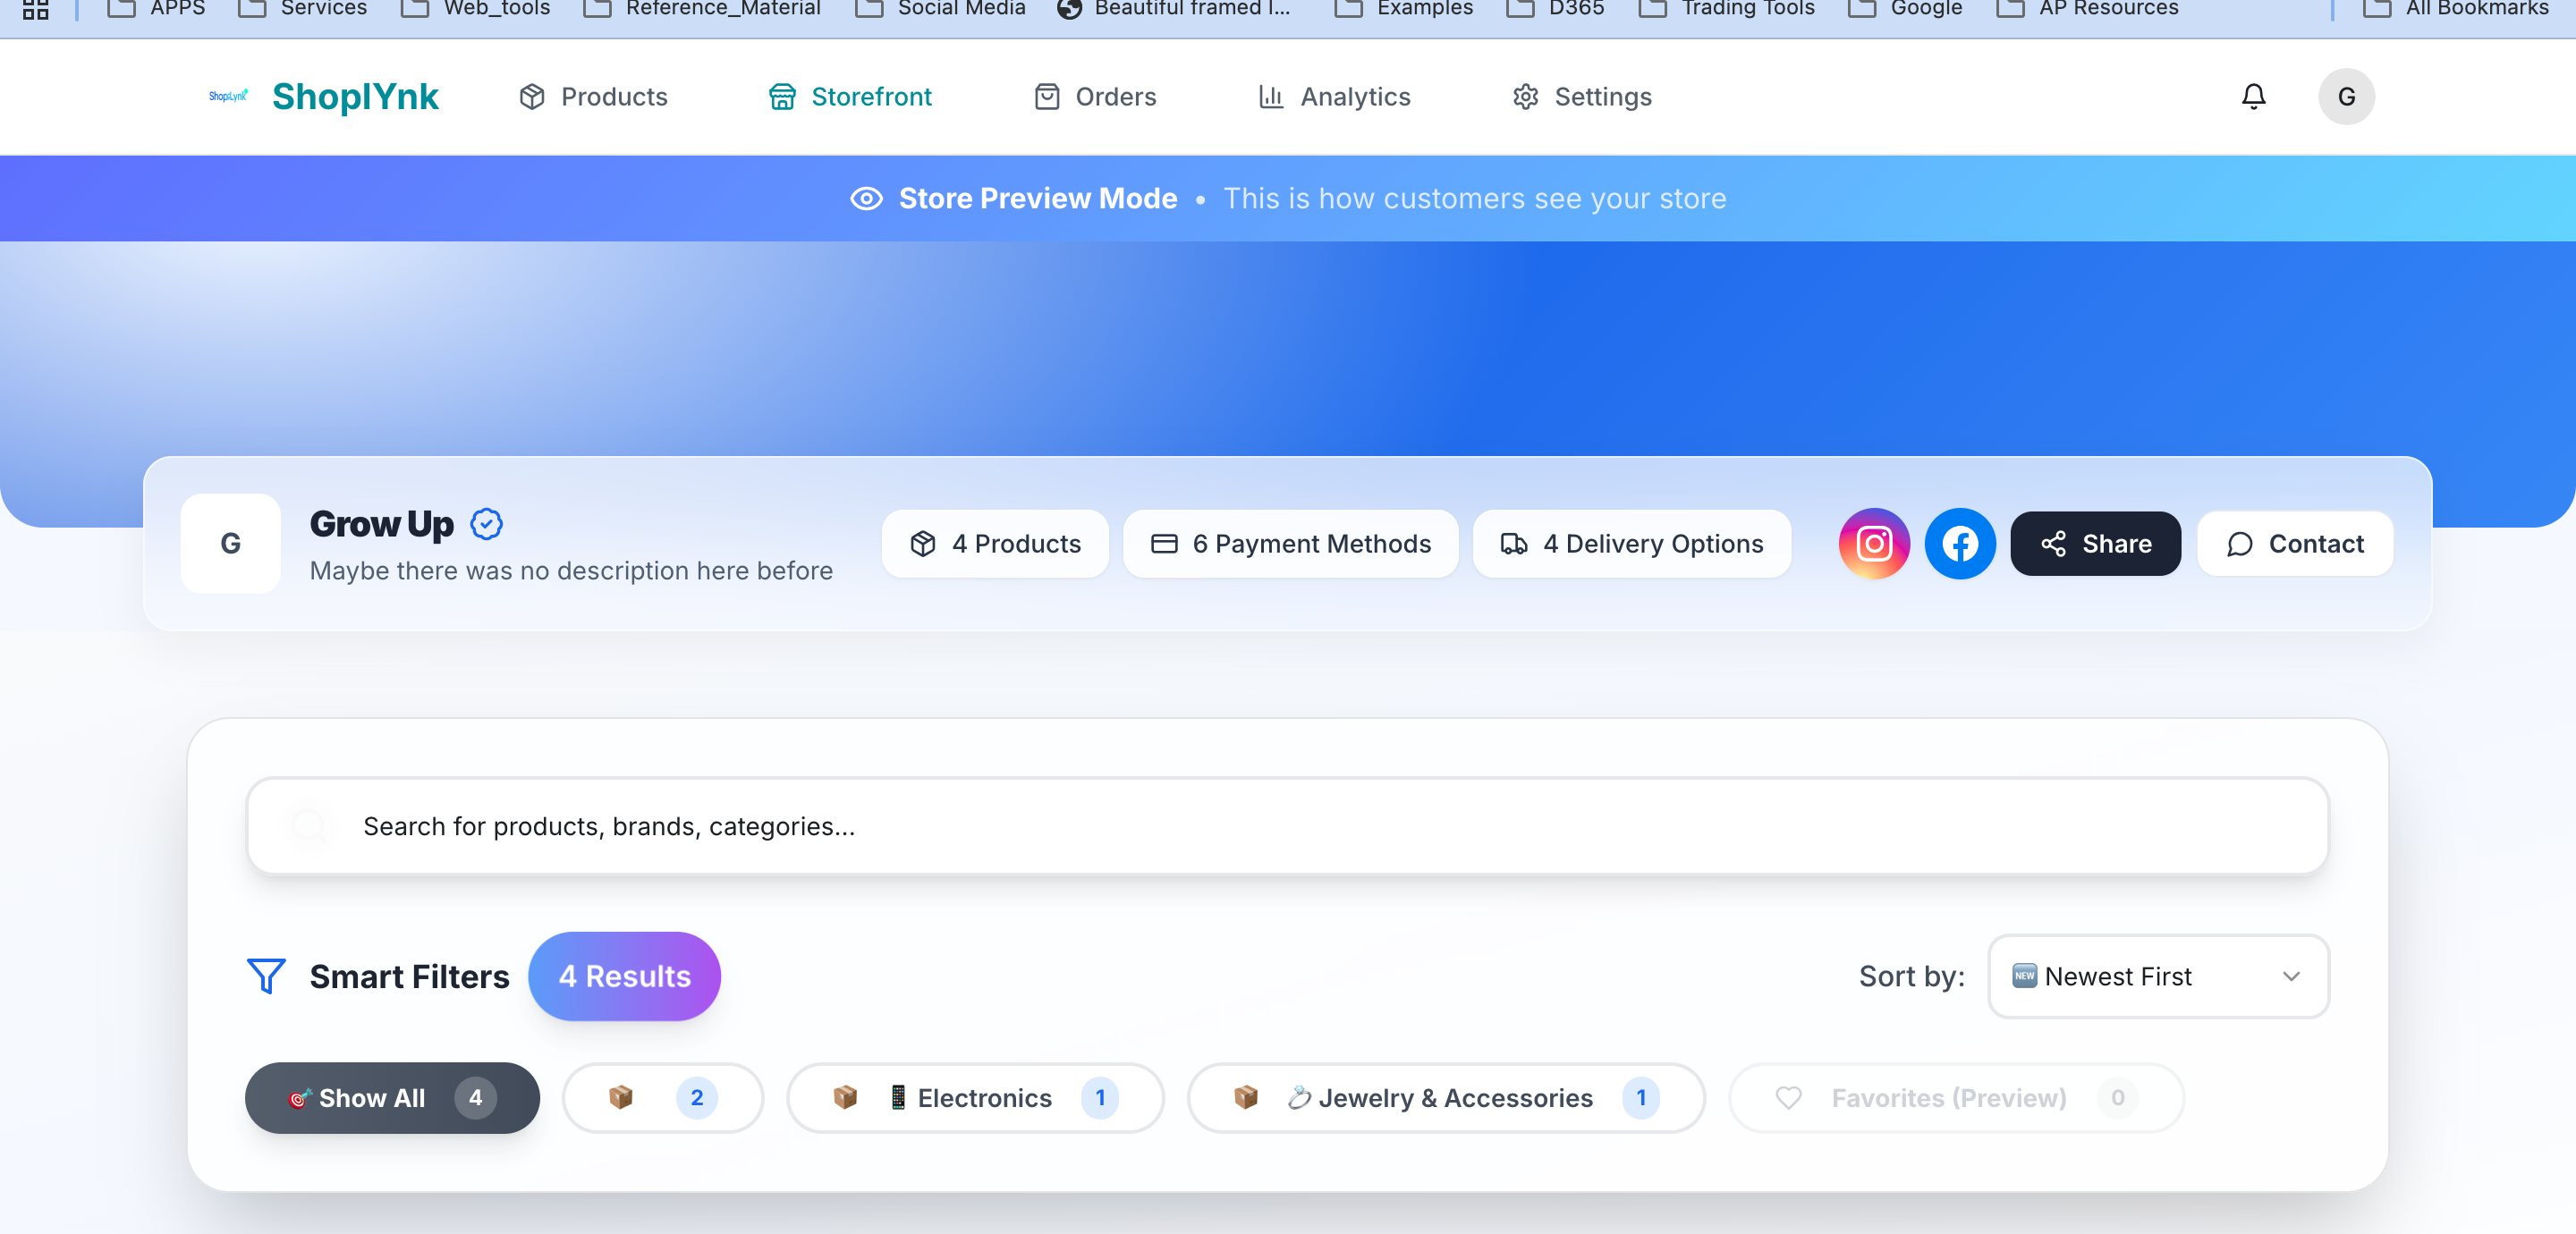 APPS Services Web_tools Reference_Material Social Media Beautiful framed l... Examples D365 Trading Tools Google AP Resources All Bookmarks
ShoplYnk Products Storefront Orders Analytics Settings G
Store Preview Mode • This is how customers see your store
G
Grow Up
Maybe there was no description here before
4 Products 6 Payment Methods 4 Delivery Options Share Contact
Search for products, brands, categories...
Smart Filters 4 Results Sort by: NEW Newest First
Show All 4 2 Electronics 1 Jewelry & Accessories 1 Favorites (Preview) 0